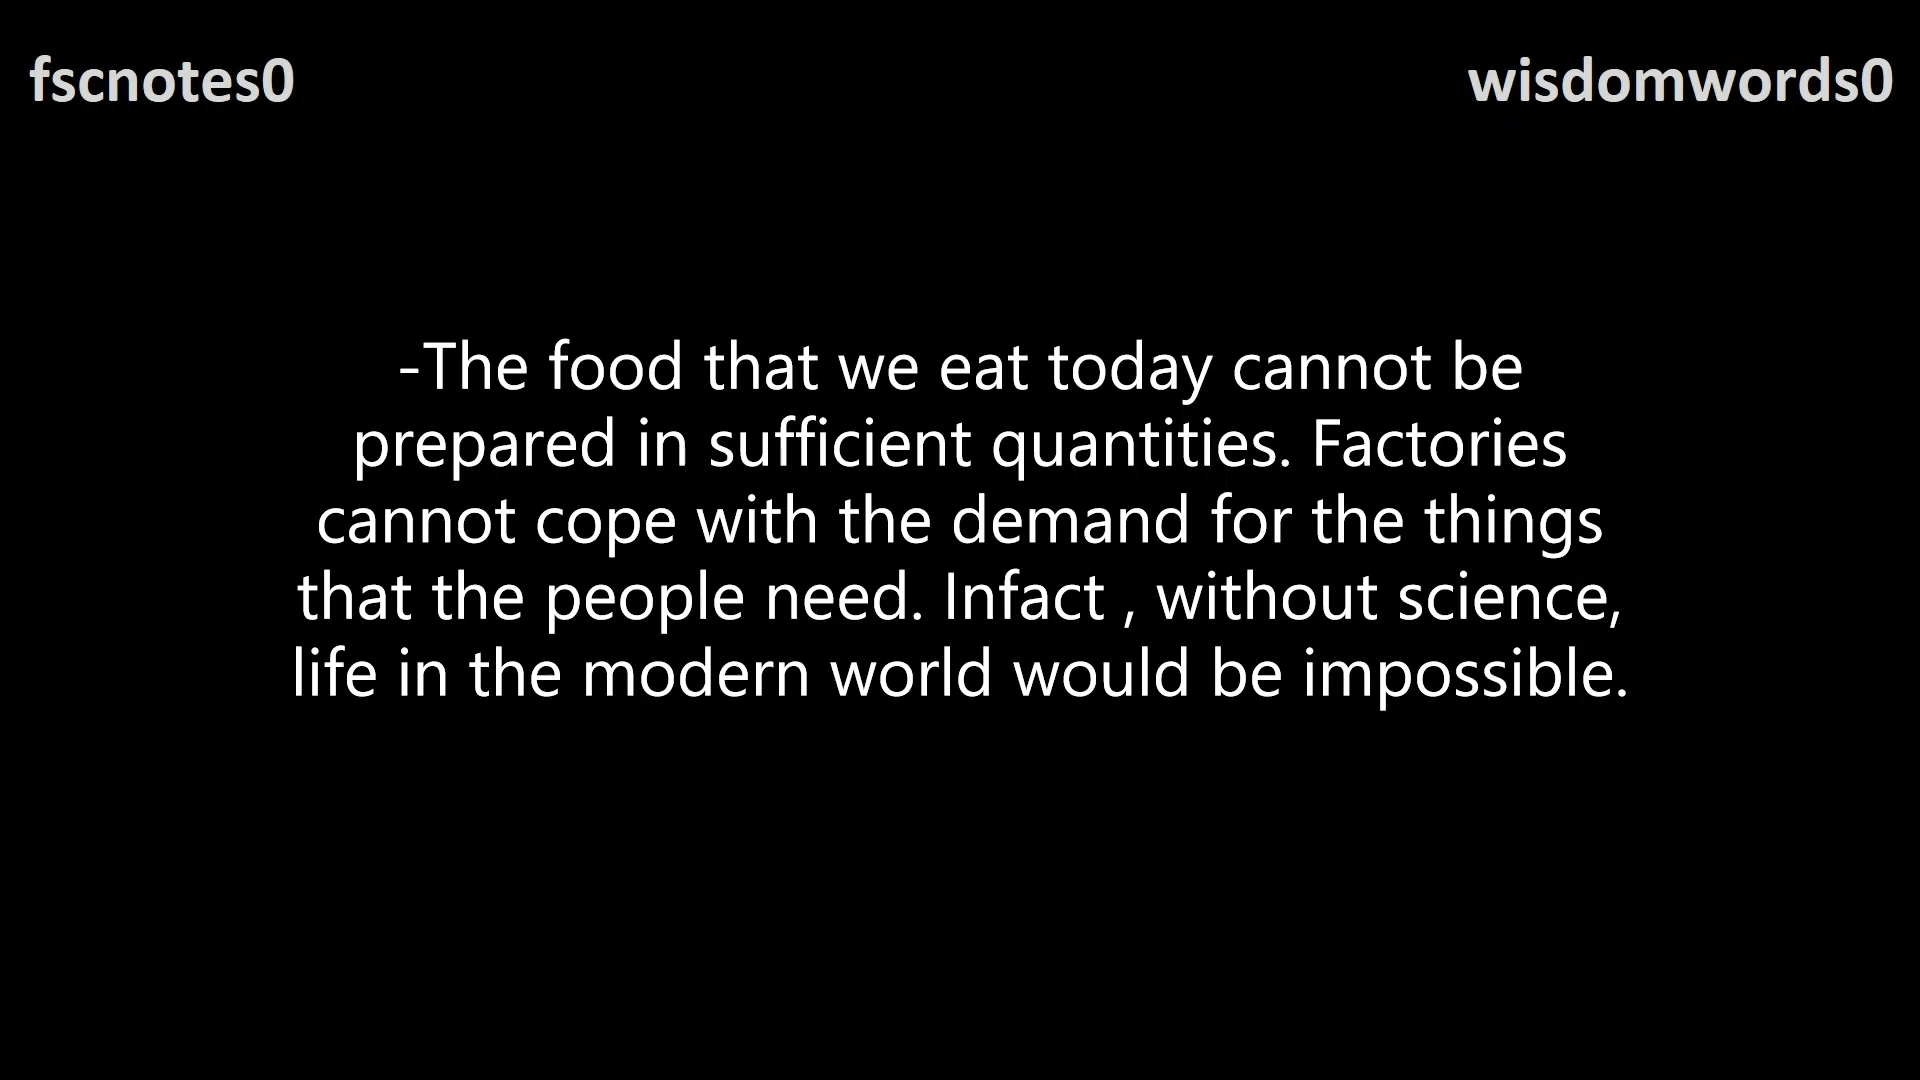 fscnotes0
wisdomwords0
-The food that we eat today cannot be
prepared in sufficient quantities. Factories
cannot cope with the demand for the things
that the people need. Infact , without science,
life in the modern world would be impossible.